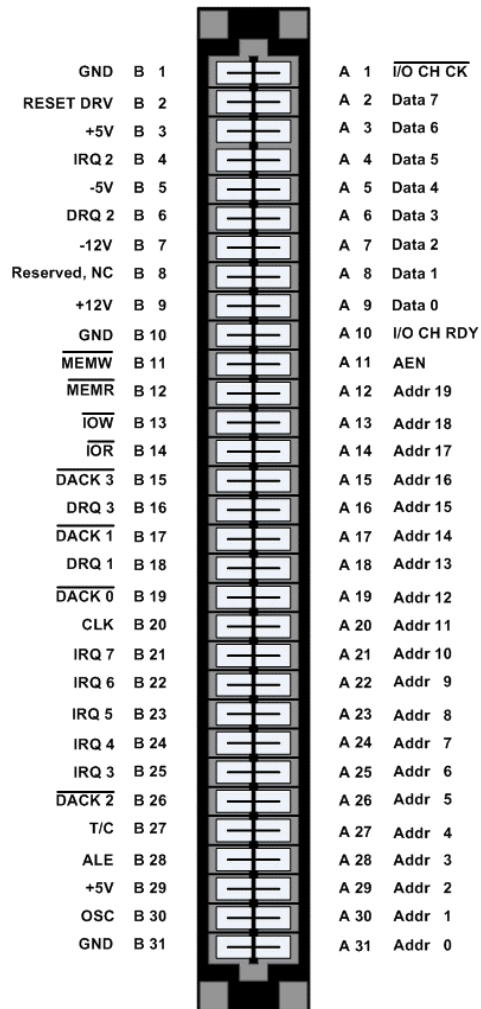 GND B 1 A 1 I/O CH CK
RESET DRV B 2 A 2 Data 7
+5V B 3 A 3 Data 6
IRQ 2 B 4 A 4 Data 5
-5V B 5 A 5 Data 4
DRQ 2 B 6 A 6 Data 3
-12V B 7 A 7 Data 2
Reserved, NC B 8 A 8 Data 1
+12V B 9 A 9 Data 0
GND B 10 A 10 I/O CH RDY
MEMW B 11 A 11 AEN
MEMR B 12 A 12 Addr 19
IOW B 13 A 13 Addr 18
IOR B 14 A 14 Addr 17
DACK 3 B 15 A 15 Addr 16
DRQ 3 B 16 A 16 Addr 15
DACK 1 B 17 A 17 Addr 14
DRQ 1 B 18 A 18 Addr 13
DACK 0 B 19 A 19 Addr 12
CLK B 20 A 20 Addr 11
IRQ 7 B 21 A 21 Addr 10
IRQ 6 B 22 A 22 Addr 9
IRQ 5 B 23 A 23 Addr 8
IRQ 4 B 24 A 24 Addr 7
IRQ 3 B 25 A 25 Addr 6
DACK 2 B 26 A 26 Addr 5
T/C B 27 A 27 Addr 4
ALE B 28 A 28 Addr 3
+5V B 29 A 29 Addr 2
OSC B 30 A 30 Addr 1
GND B 31 A 31 Addr 0